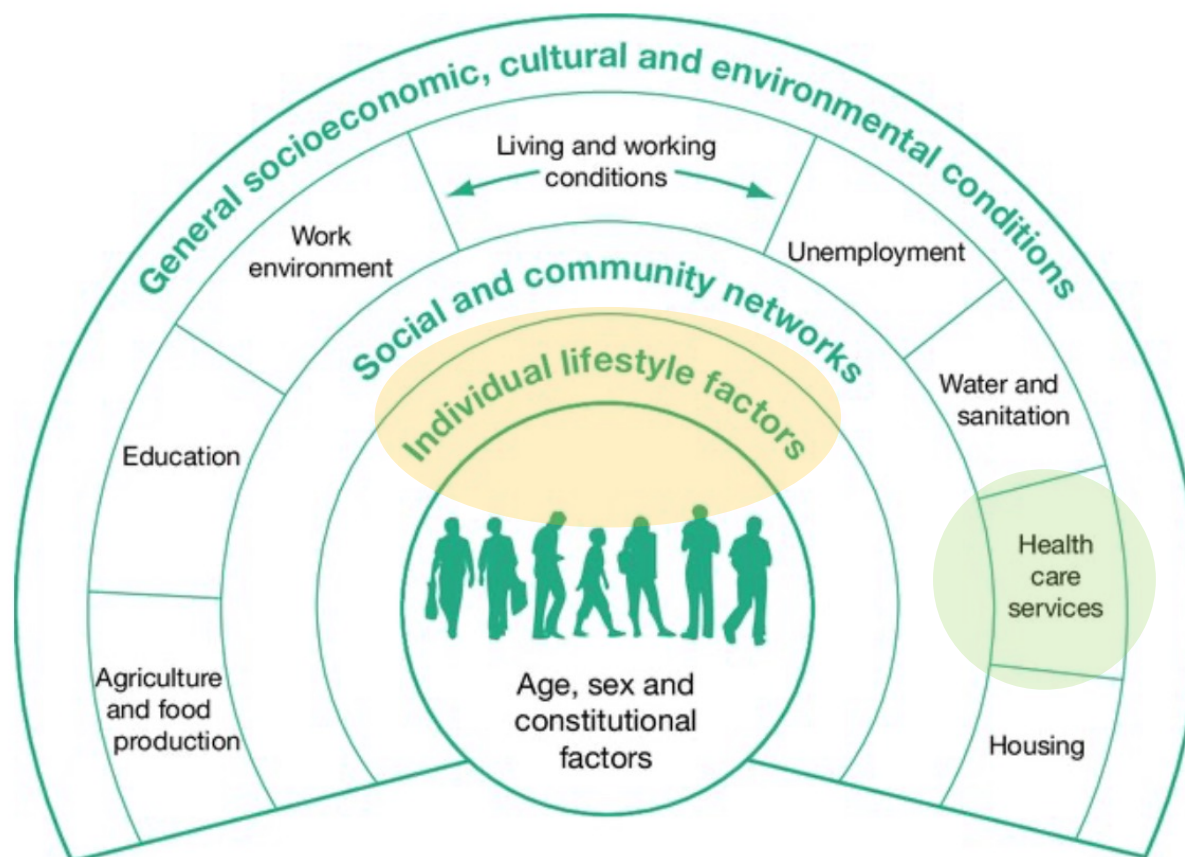 General socioeconomic, cultural and environmental conditions
Living and working
conditions
Work
environment
Unemployment
Social and community networks
Individual lifestyle factors
Water and
sanitation
Education
Health
care
services
Agriculture
and food
production
Age, sex and
constitutional
factors
Housing